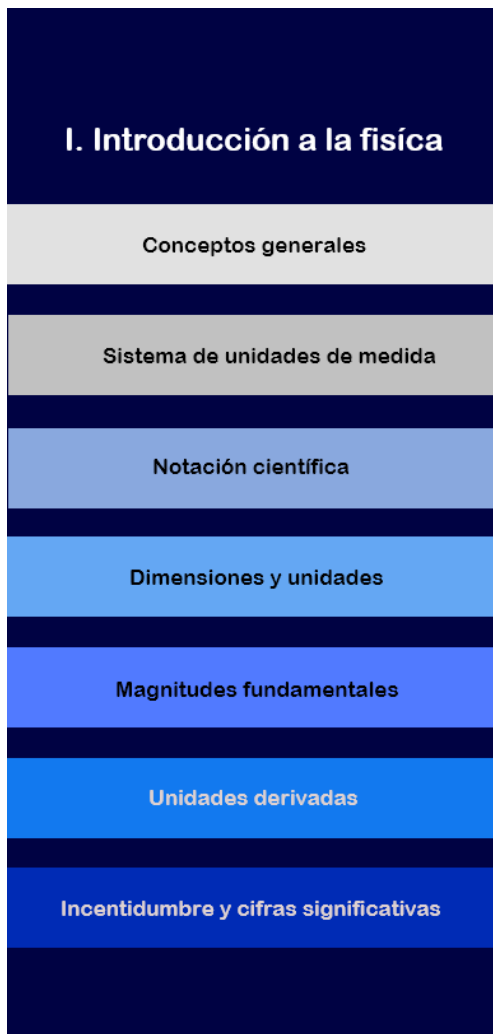 I. Introducción a la fisíca
Conceptos generales
Sistema de unidades de medida
Notación científica
Dimensiones y unidades
Magnitudes fundamentales
Unidades derivadas
Incentidumbre y cifras significativas